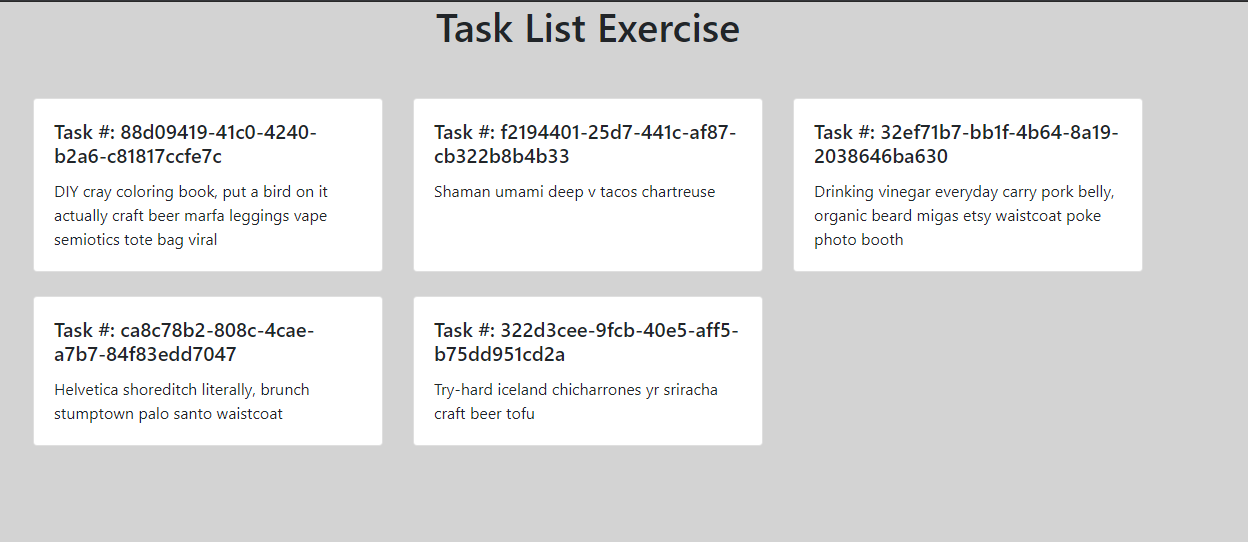 Task List Exercise
Task #: 88d09419-41c0-4240-
b2a6-c81817ccfe7c
DIY cray coloring book, put a bird on it
actually craft beer marfa leggings vape
semiotics tote bag viral
Task #: f2194401-25d7-441c-af87-
cb322b8b4b33
Shaman umami deep v tacos chartreuse
Task #: 32ef71b7-bb1f-4b64-8a19-
2038646ba630
Drinking vinegar everyday carry pork belly,
organic beard migas etsy waistcoat poke
photo booth
Task #: ca8c78b2-808c-4cae-
a7b7-84f83edd7047
Helvetica shoreditch literally, brunch
stumptown palo santo waistcoat
Task #: 322d3cee-9fcb-40e5-aff5-
b75dd951cd2a
Try-hard iceland chicharrones yr sriracha
craft beer tofu